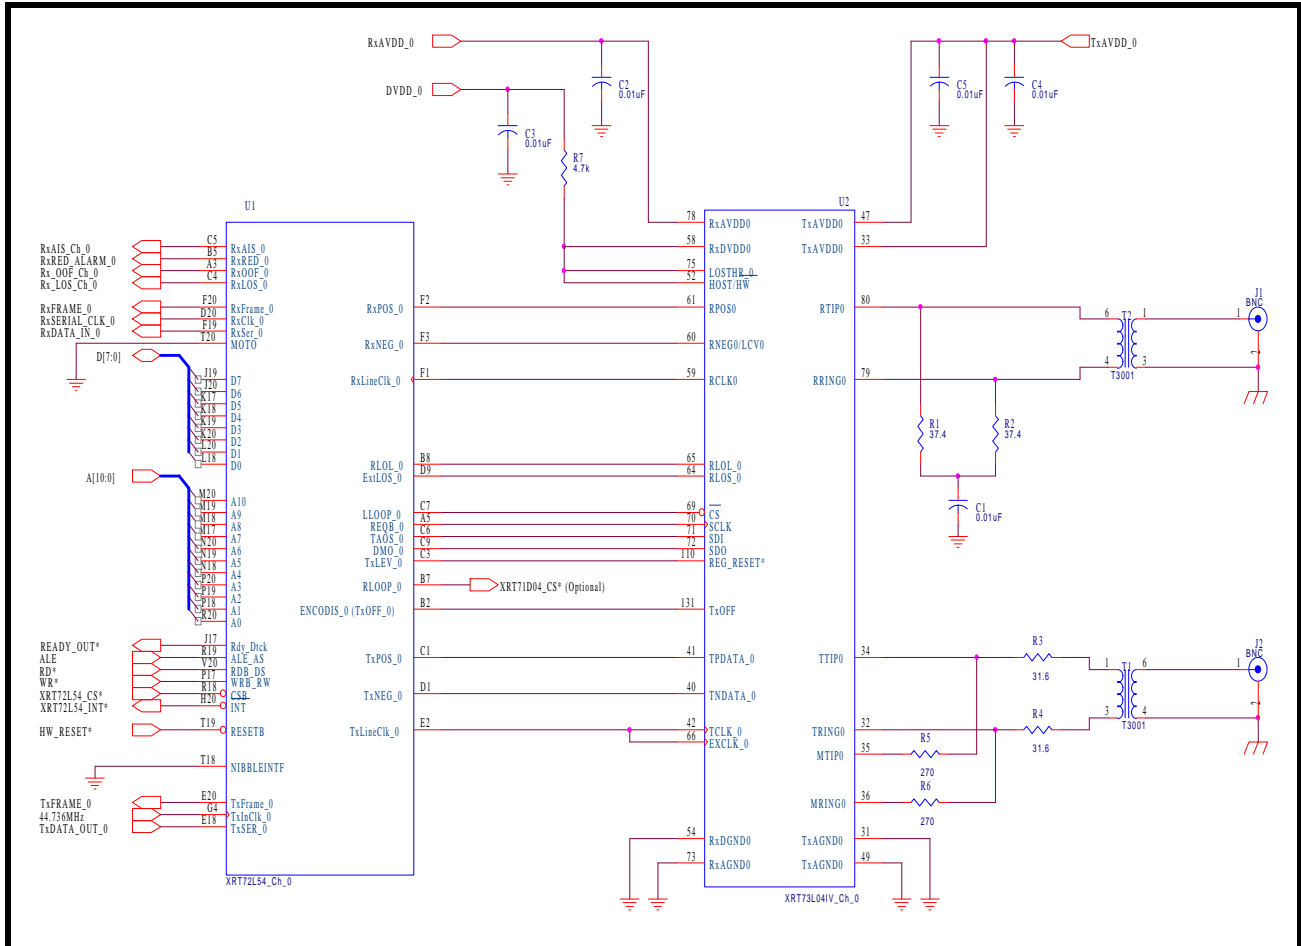 RxAVDD_0
TxAVDD_0
DVDD_0
C2
0.01uF
C5
0.01uF
C4
0.01uF
C3
0.01uF
R7
4.7k
U1
XRT72L54_Ch_0
RxAIS_Ch_0 C5 RxAIS_0
RxRED_ALARM_0 B5 RxRED_0
Rx_OOF_Ch_0 A3 RxOOF_0
Rx_LOS_Ch_0 C4 RxLOS_0
RxFRAME_0 F20 RxFrame_0
RxSERIAL_CLK_0 D20 RxClk_0
RxDATA_IN_0 F19 RxSer_0
T20 MOTO
D[7:0]
J19 D7
J20 D6
K17 D5
K18 D4
K19 D3
K20 D2
L20 D1
L18 D0
A[10:0]
M20 A10
M19 A9
M18 A8
M17 A7
N20 A6
N19 A5
N18 A4
P20 A3
P19 A2
P18 A1
R20 A0
READY_OUT* J17 Rdy_Dtck
ALE R19 ALE_AS
RD* V20 RDB_DS
WR* P17 WRB_RW
XRT72L54_CS* R18 CSB
XRT72L54_INT* H20 INT
HW_RESET* T19 RESETB
T18 NIBBLEINTF
TxFRAME_0 E20 TxFrame_0
44.736MHz G4 TxInClk_0
TxDATA_OUT_0 E18 TxSER_0
RxPOS_0 F2
RxNEG_0 F3
RxLineClk_0 F1
RLOL_0 B8
ExtLOS_0 D9
LLOOP_0 C7
REQB_0 A5
TAOS_0 C6
DMO_0 C9
TxLEV_0 C3
RLOOP_0 B7 XRT71D04_CS* (Optional)
ENCODIS_0 (TxOFF_0) B2
TxPOS_0 C1
TxNEG_0 D1
TxLineClk_0 E2
U2
XRT73L04IV_Ch_0
78 RxAVDD0
58 RxDVDD0
75 LOSTHR_0
52 HOST/HW
61 RPOS0
60 RNEG0/LCV0
59 RCLK0
65 RLOL_0
64 RLOS_0
69 CS
70 SCLK
71 SDI
72 SDO
110 REG_RESET*
131 TxOFF
41 TPDATA_0
40 TNDATA_0
42 TCLK_0
66 EXCLK_0
54 RxDGND0
73 RxAGND0
TxAVDD0 47
TxAVDD0 33
RTIP0 80
RRING0 79
TTIP0 34
TRING0 32
MTIP0 35
MRING0 36
TxAGND0 31
TxAGND0 49
R1
37.4
R2
37.4
C1
0.01uF
6 T2 1
4 3
T3001
J1
BNC
1
2
R3
31.6
R4
31.6
R5
270
R6
270
1 T1 6
3 4
T3001
J2
BNC
1
2